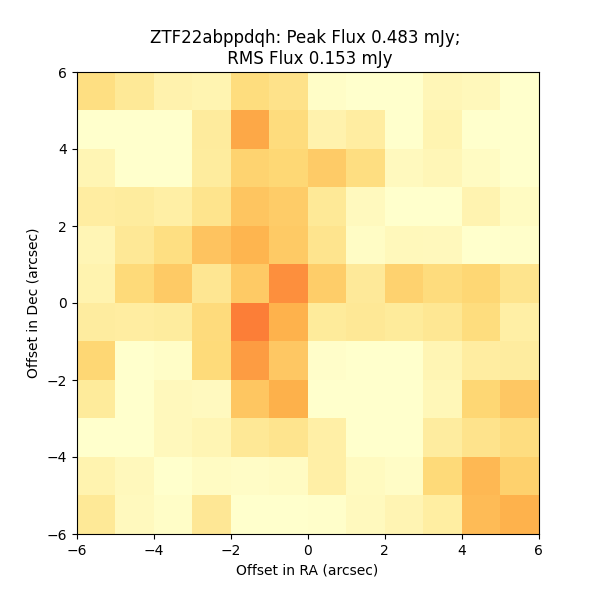 ZTF22abppdqh: Peak Flux 0.483 mJy;
RMS Flux 0.153 mJy
6
4
2
0
−2
−4
−6
Offset in Dec (arcsec)
−6 −4 −2 0 2 4 6
Offset in RA (arcsec)